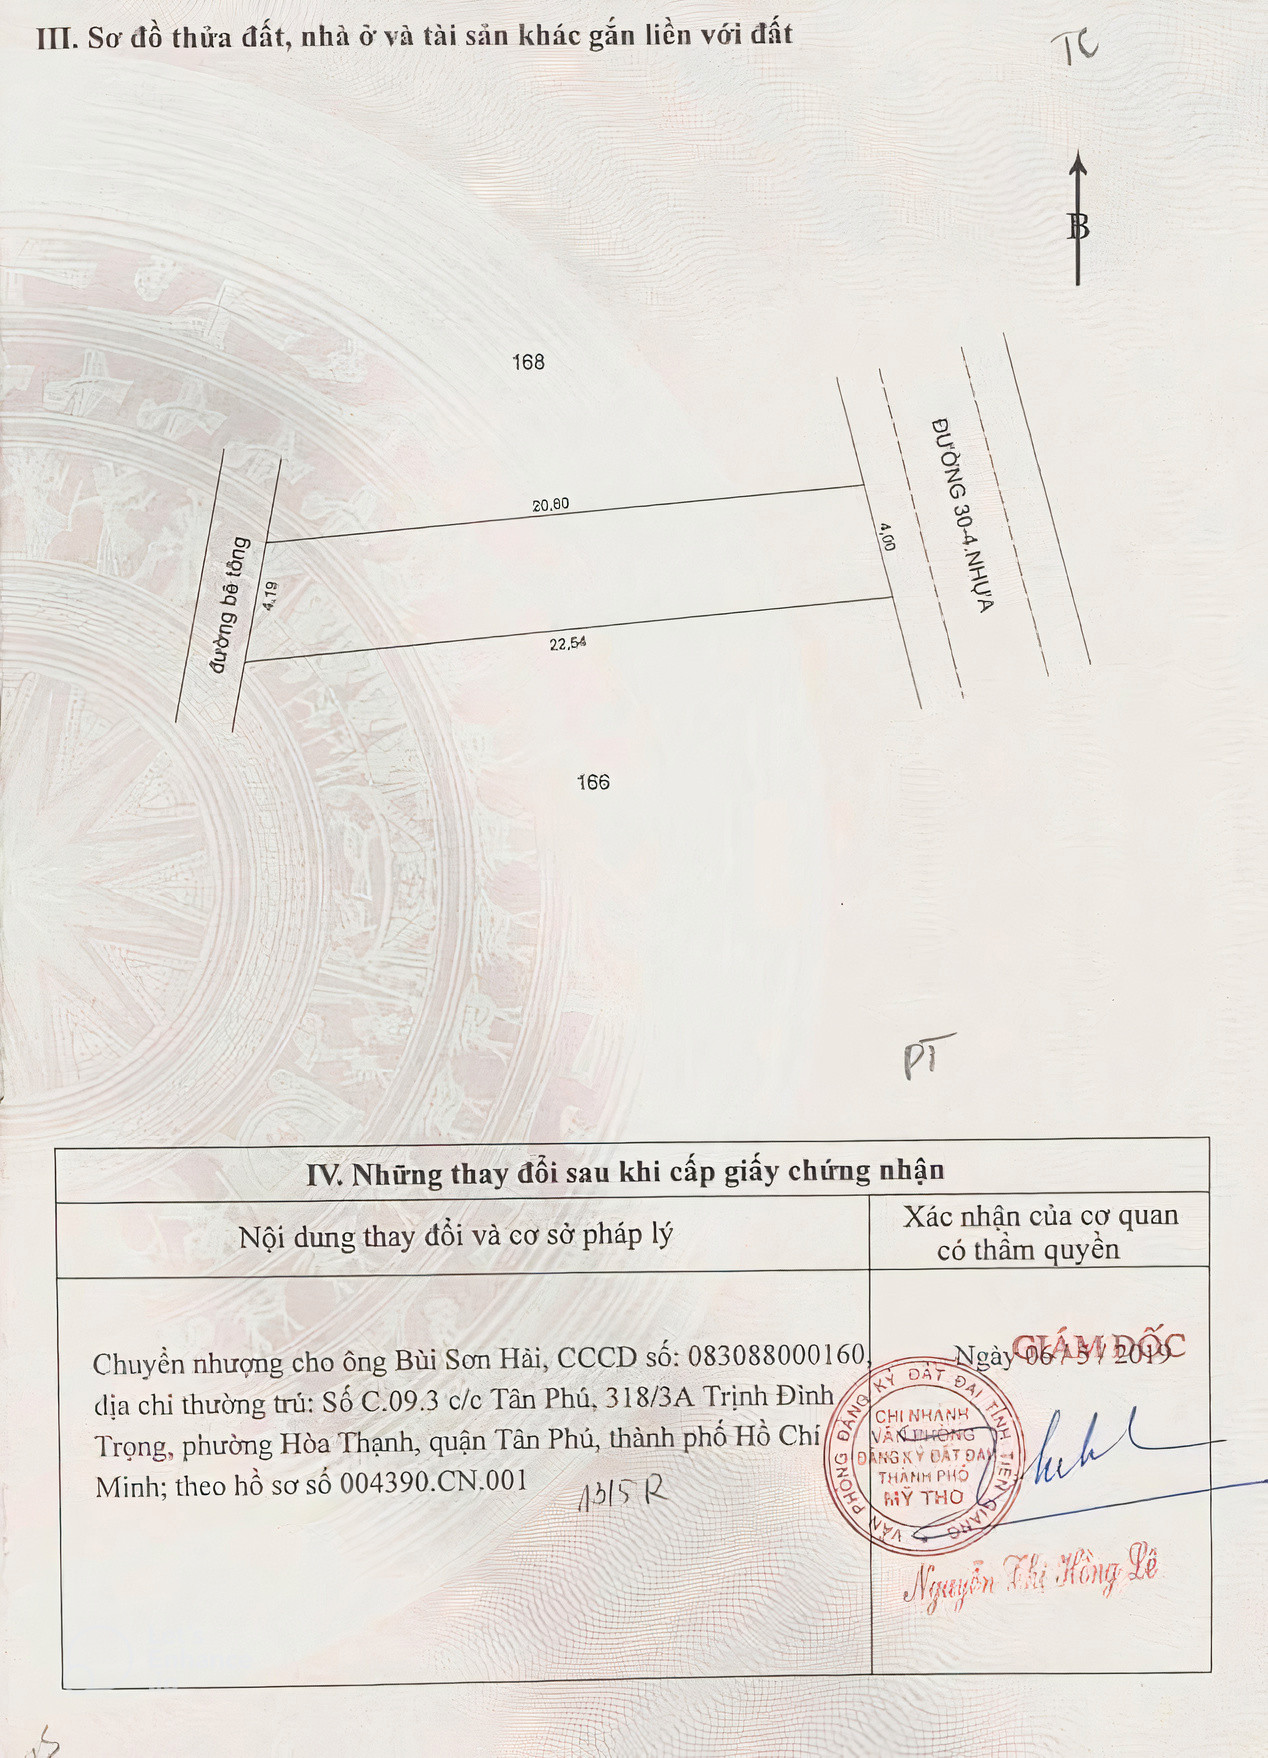 III. Sơ đồ thửa đất, nhà ở và tài sản khác gắn liền với đất
TC
B
168
20.80
ĐƯỜNG 30-4.NHỰA
4,00
đường bê tông
4,19
22,54
166
PT
IV. Những thay đổi sau khi cấp giấy chứng nhận
Nội dung thay đổi và cơ sở pháp lý
Xác nhận của cơ quan
có thẩm quyền
Chuyển nhượng cho ông Bùi Sơn Hải, CCCD số: 083088000160,
địa chỉ thường trú: Số C.09.3 c/c Tân Phú, 318/3A Trịnh Đình
Trọng, phường Hòa Thạnh, quận Tân Phú, thành phố Hồ Chí
Minh; theo hồ sơ số 004390.CN.001
Ngày 06 / 5 / 2019
GIÁM ĐỐC
VĂN PHÒNG ĐĂNG KÝ ĐẤT ĐAI TỈNH TIỀN GIANG
CHI NHÁNH
VĂN PHÒNG
ĐĂNG KÝ ĐẤT ĐAI
THÀNH PHỐ
MỸ THO
Nguyễn Thị Hồng Lê